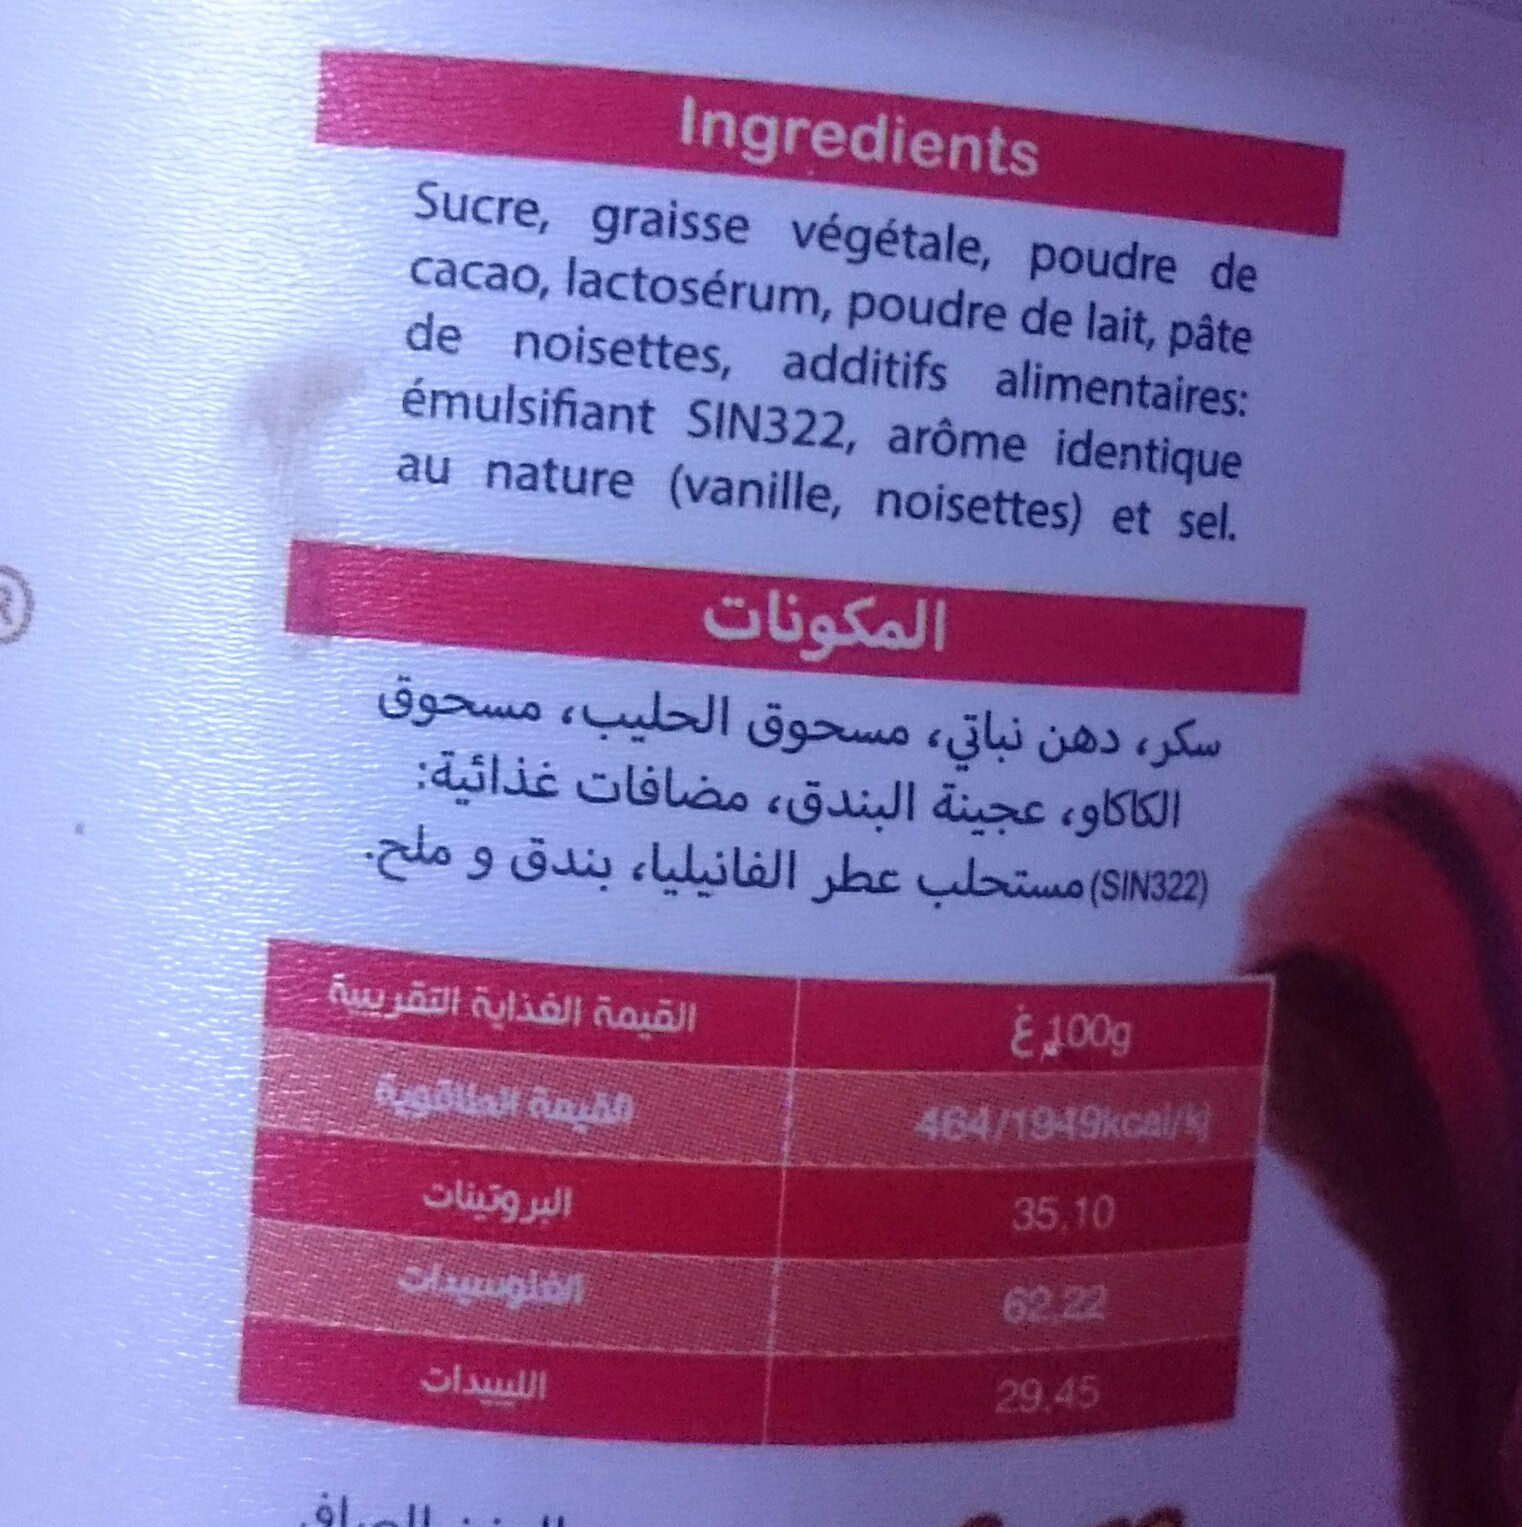 Ingredients
Sucre, graisse végétale, poudre de
cacao, lactosérum, poudre de lait, pâte
de noisettes, additifs alimentaires:
émulsifiant SIN322, arôme identique
au nature (vanille, noisettes) et sel.
®
المكونات
سكر، دهن نباتي، مسحوق الحليب، مسحوق
الكاكاو، عجينة البندق، مضافات غذائية:
(SIN322) مستحلب عطر الفانيليا، بندق و ملح.
القيمة الغذاية التقريبية 100g غ
القيمة الطاقوية 464/1949kcal/kj
البروتينات 35,10
الغلوسيدات 62,22
الليبيدات 29,45